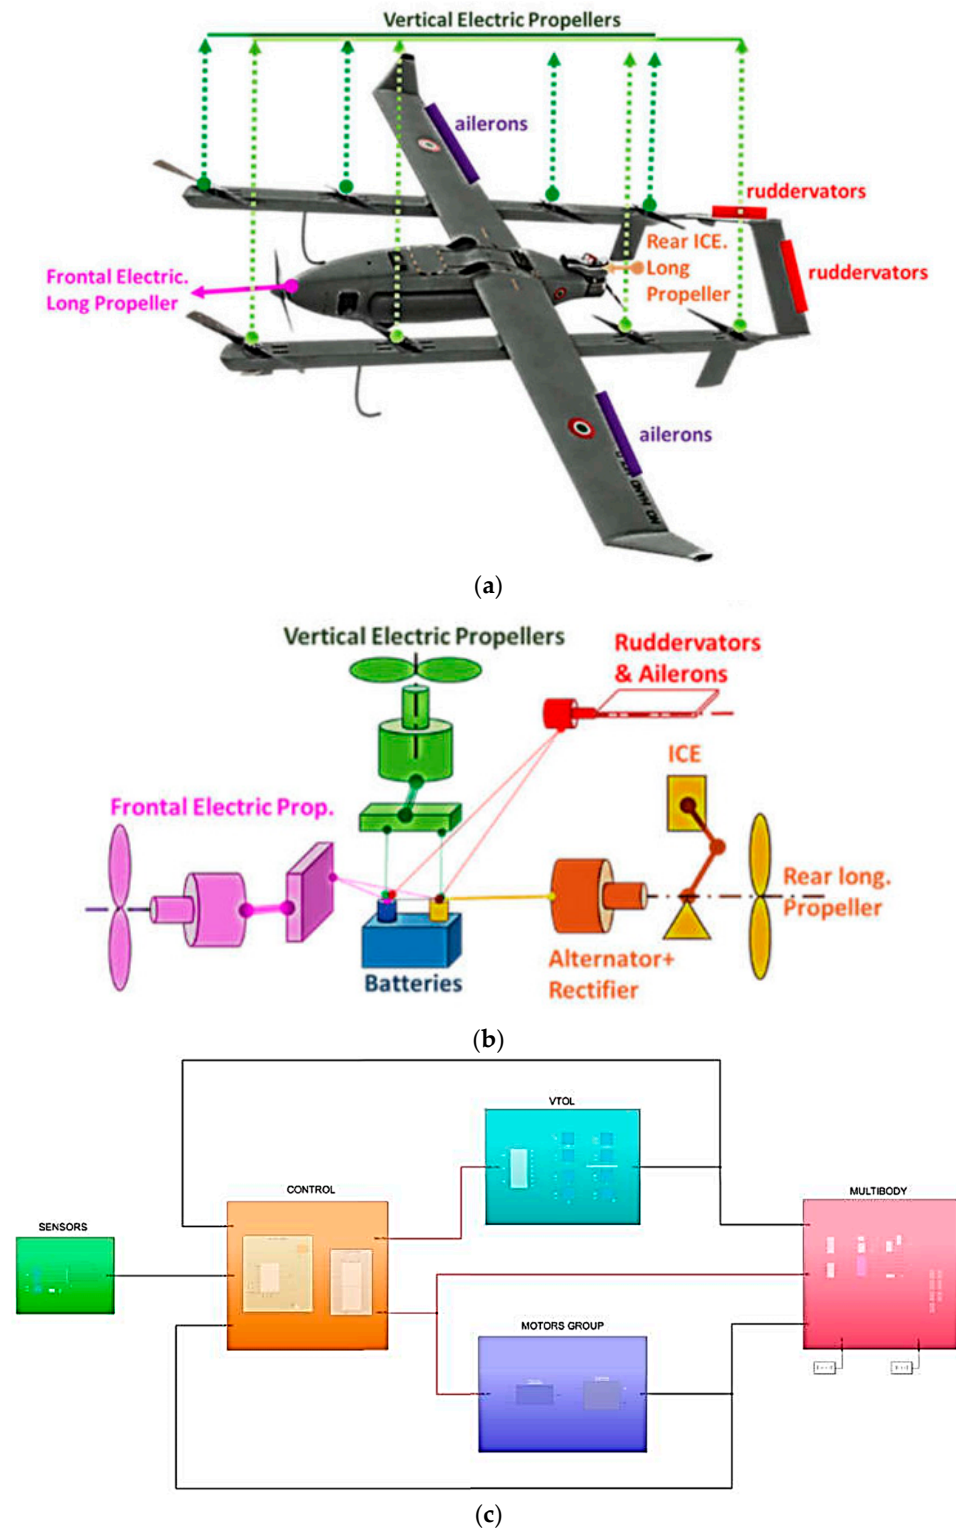 Vertical Electric Propellers
ailerons
ruddervators
Rear ICE.
Long
Propeller
ruddervators
Frontal Electric.
Long Propeller
ailerons
(a)
Vertical Electric Propellers
Ruddervators
& Ailerons
ICE
Frontal Electric Prop.
Rear long.
Propeller
Alternator+
Rectifier
Batteries
(b)
VTOL
CONTROL
MULTIBODY
SENSORS
MOTORS GROUP
(c)